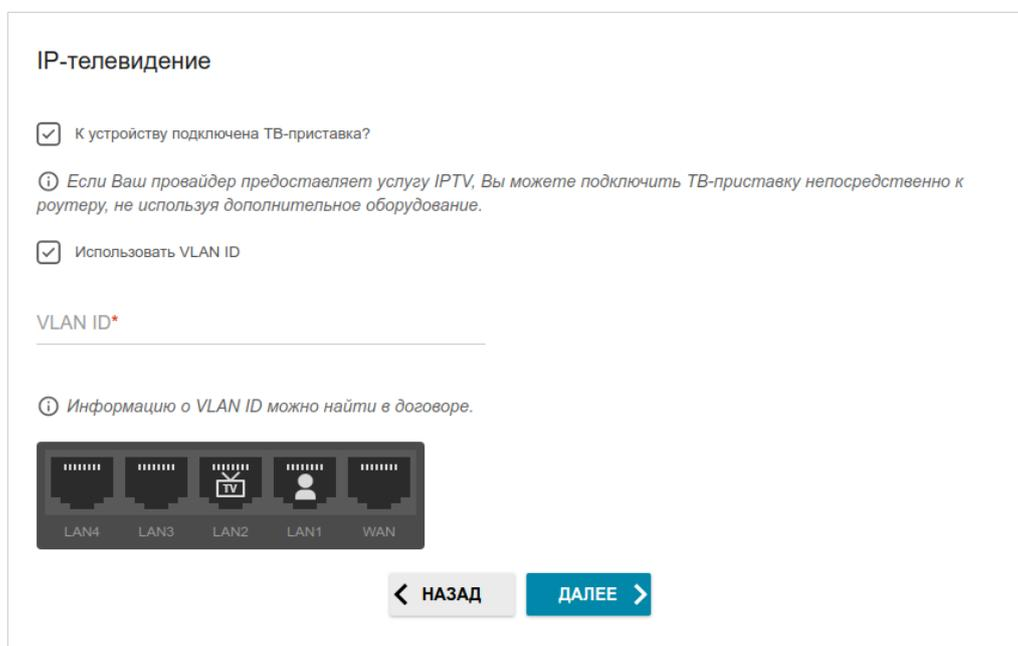 IP-телевидение
К устройству подключена ТВ-приставка?
Если Ваш провайдер предоставляет услугу IPTV, Вы можете подключить ТВ-приставку непосредственно к
роутеру, не используя дополнительное оборудование.
Использовать VLAN ID
VLAN ID*
Информацию о VLAN ID можно найти в договоре.
TV
LAN4 LAN3 LAN2 LAN1 WAN
НАЗАД ДАЛЕЕ